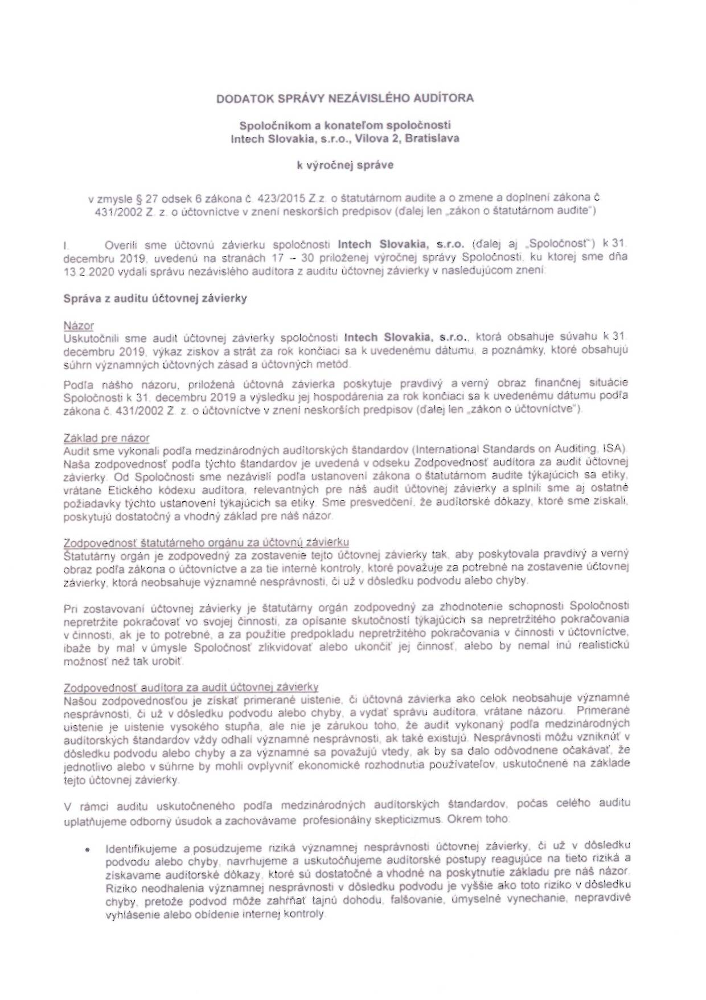 DODATOK SPRÁVY NEZÁVISLÉHO AUDÍTORA
Spoločníkom a konateľom spoločnosti
Intech Slovakia, s.r.o., Vilova 2, Bratislava
k výročnej správe
v zmysle § 27 odsek 6 zákona č. 423/2015 Z.z. o štatutárnom audite a o zmene a doplnení zákona č
431/2002 Z. z. o účtovníctve v znení neskorších predpisov (ďalej len „zákon o štatutárnom audite“)
I. Overili sme účtovnú závierku spoločnosti Intech Slovakia, s.r.o. (ďalej aj „Spoločnosť“) k 31.
decembru 2019, uvedenú na stranách 17 – 30 priloženej výročnej správy Spoločnosti, ku ktorej sme dňa
13.2.2020 vydali správu nezávislého audítora z auditu účtovnej závierky v nasledujúcom znení:
Správa z auditu účtovnej závierky
Názor
Uskutočnili sme audit účtovnej závierky spoločnosti Intech Slovakia, s.r.o., ktorá obsahuje súvahu k 31.
decembru 2019, výkaz ziskov a strát za rok končiaci sa k uvedenému dátumu, a poznámky, ktoré obsahujú
súhrn významných účtovných zásad a účtovných metód.
Podľa nášho názoru, priložená účtovná závierka poskytuje pravdivý a verný obraz finančnej situácie
Spoločnosti k 31. decembru 2019 a výsledku jej hospodárenia za rok končiaci sa k uvedenému dátumu podľa
zákona č. 431/2002 Z. z. o účtovníctve v znení neskorších predpisov (ďalej len „zákon o účtovníctve“).
Základ pre názor
Audit sme vykonali podľa medzinárodných audítorských štandardov (International Standards on Auditing, ISA).
Naša zodpovednosť podľa týchto štandardov je uvedená v odseku Zodpovednosť audítora za audit účtovnej
závierky. Od Spoločnosti sme nezávislí podľa ustanovení zákona o štatutárnom audite týkajúcich sa etiky,
vrátane Etického kódexu audítora, relevantných pre náš audit účtovnej závierky a splnili sme aj ostatné
požiadavky týchto ustanovení týkajúcich sa etiky. Sme presvedčení, že audítorské dôkazy, ktoré sme získali,
poskytujú dostatočný a vhodný základ pre náš názor.
Zodpovednosť štatutárneho orgánu za účtovnú závierku
Štatutárny orgán je zodpovedný za zostavenie tejto účtovnej závierky tak, aby poskytovala pravdivý a verný
obraz podľa zákona o účtovníctve a za tie interné kontroly, ktoré považuje za potrebné na zostavenie účtovnej
závierky, ktorá neobsahuje významné nesprávnosti, či už v dôsledku podvodu alebo chyby.
Pri zostavovaní účtovnej závierky je štatutárny orgán zodpovedný za zhodnotenie schopnosti Spoločnosti
nepretržite pokračovať vo svojej činnosti, za opísanie skutočností týkajúcich sa nepretržitého pokračovania
v činnosti, ak je to potrebné, a za použitie predpokladu nepretržitého pokračovania v činnosti v účtovníctve,
ibaže by mal v úmysle Spoločnosť zlikvidovať alebo ukončiť jej činnosť, alebo by nemal inú realistickú
možnosť než tak urobiť.
Zodpovednosť audítora za audit účtovnej závierky
Našou zodpovednosťou je získať primerané uistenie, či účtovná závierka ako celok neobsahuje významné
nesprávnosti, či už v dôsledku podvodu alebo chyby, a vydať správu audítora, vrátane názoru. Primerané
uistenie je uistenie vysokého stupňa, ale nie je zárukou toho, že audit vykonaný podľa medzinárodných
audítorských štandardov vždy odhalí významné nesprávnosti, ak také existujú. Nesprávnosti môžu vzniknúť v
dôsledku podvodu alebo chyby a za významné sa považujú vtedy, ak by sa dalo odôvodnene očakávať, že
jednotlivo alebo v súhrne by mohli ovplyvniť ekonomické rozhodnutia používateľov, uskutočnené na základe
tejto účtovnej závierky.
V rámci auditu uskutočneného podľa medzinárodných audítorských štandardov, počas celého auditu
uplatňujeme odborný úsudok a zachovávame profesionálny skepticizmus. Okrem toho:
• Identifikujeme a posudzujeme riziká významnej nesprávnosti účtovnej závierky, či už v dôsledku
podvodu alebo chyby, navrhujeme a uskutočňujeme audítorské postupy reagujúce na tieto riziká a
získavame audítorské dôkazy, ktoré sú dostatočné a vhodné na poskytnutie základu pre náš názor.
Riziko neodhalenia významnej nesprávnosti v dôsledku podvodu je vyššie ako toto riziko v dôsledku
chyby, pretože podvod môže zahŕňať tajnú dohodu, falšovanie, úmyselné vynechanie, nepravdivé
vyhlásenie alebo obídenie internej kontroly.